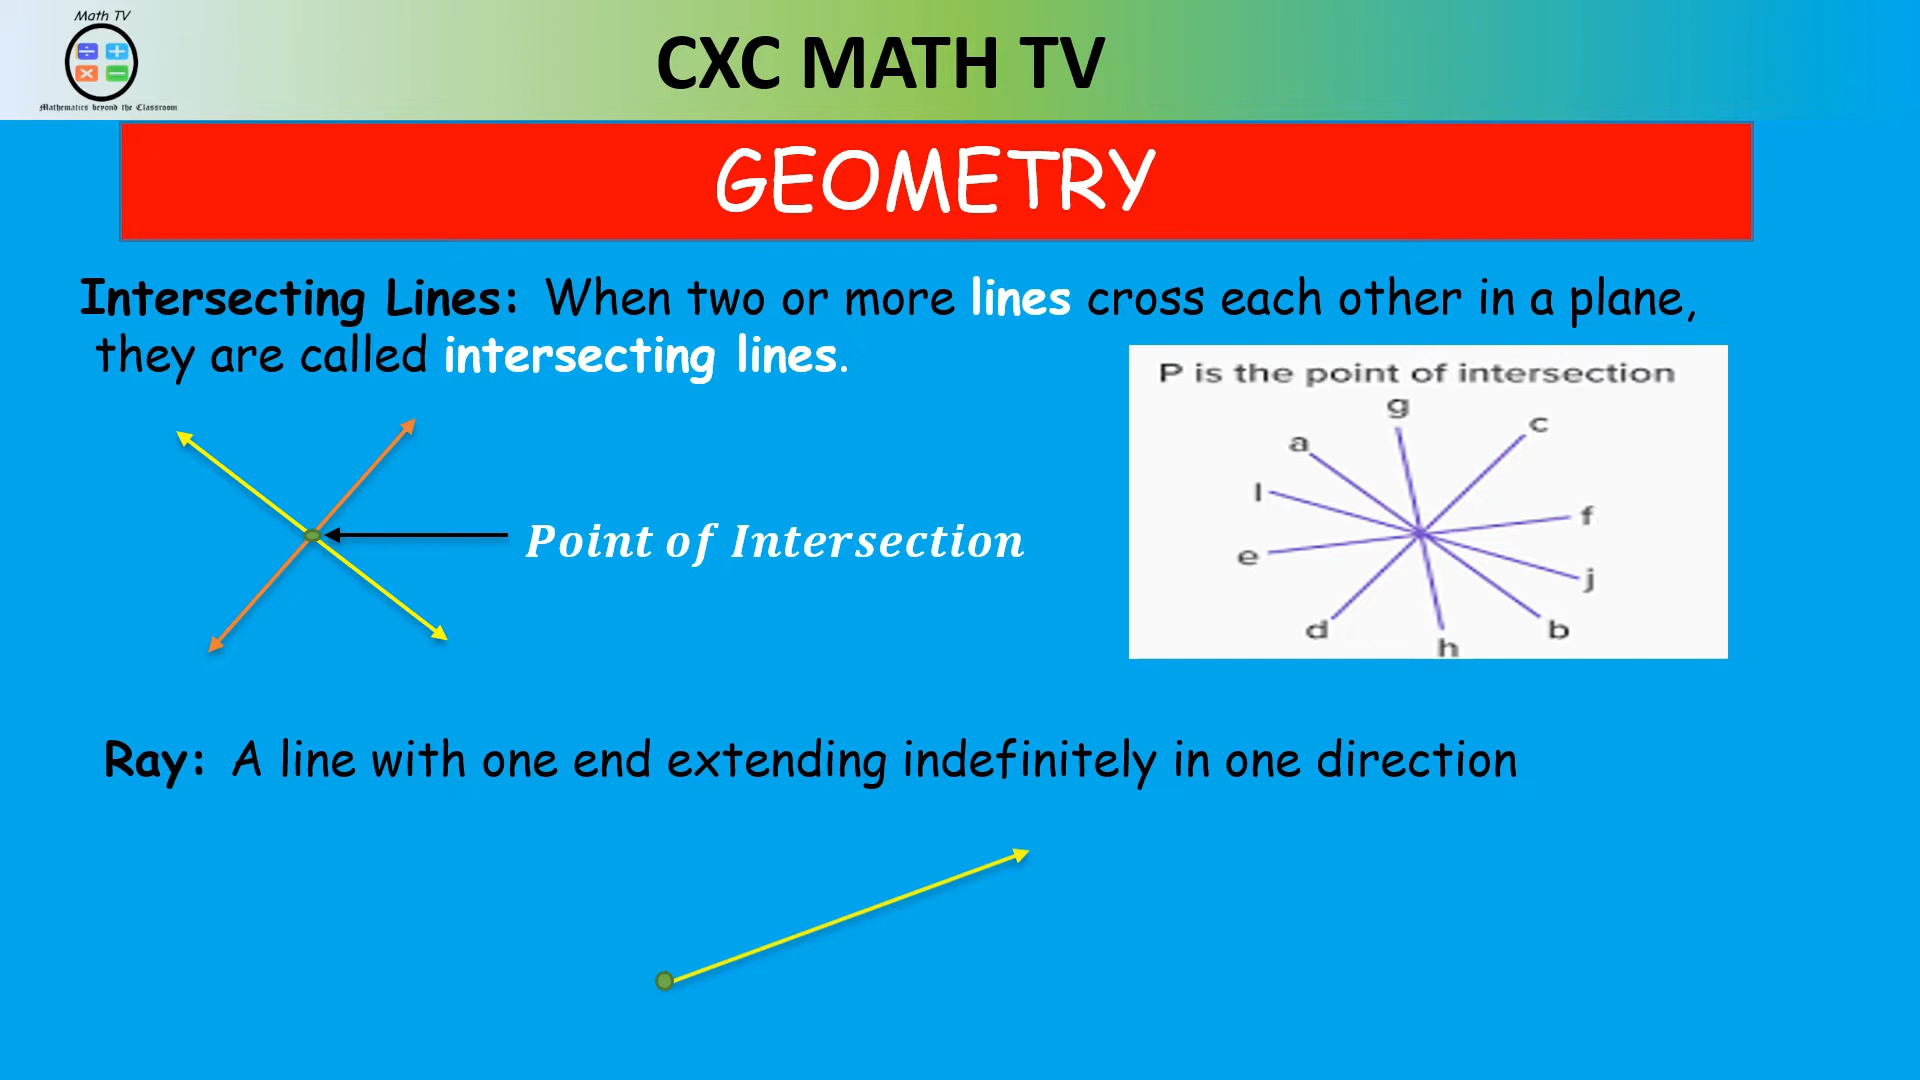 Math TV
Mathematics beyond the Classroom
CXC MATH TV
GEOMETRY
Intersecting Lines: When two or more lines cross each other in a plane,
they are called intersecting lines.
P is the point of intersection
g
c
a
l
f
e
j
d
b
h
Point of Intersection
Ray: A line with one end extending indefinitely in one direction